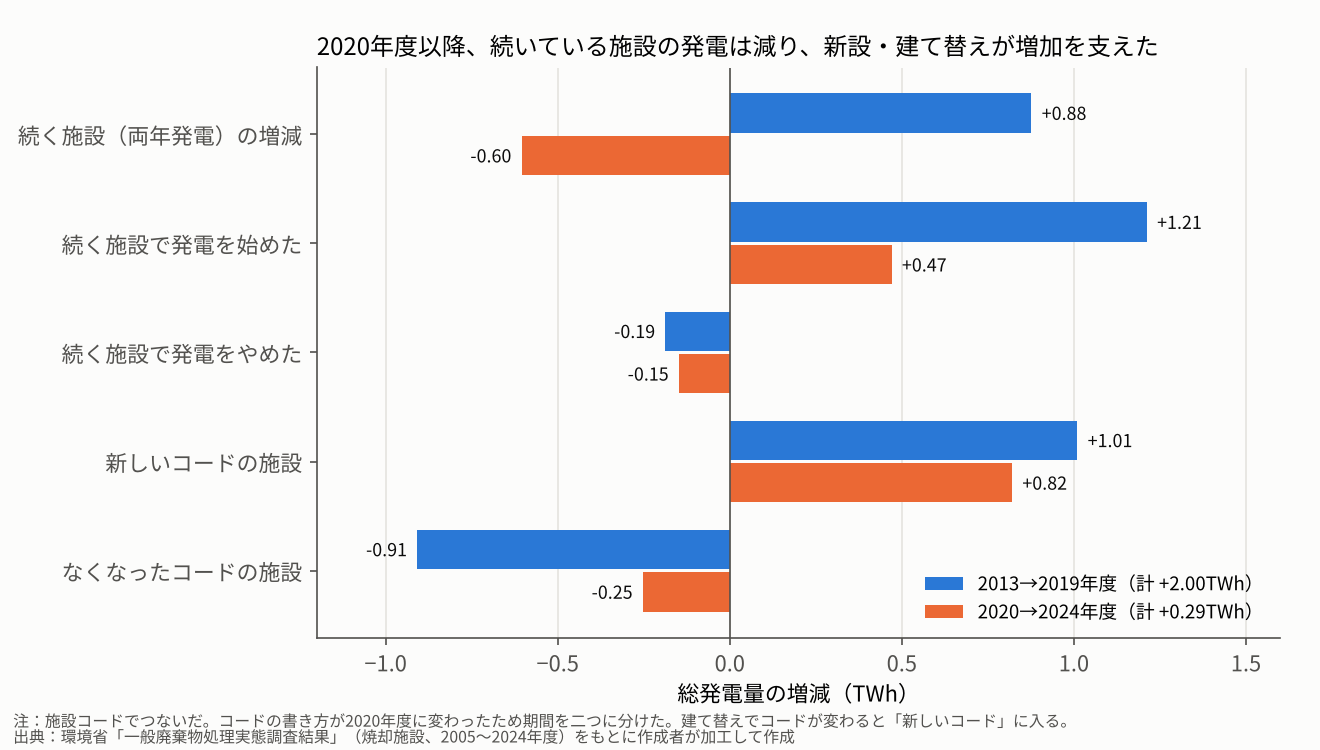 2020年度以降、続いている施設の発電は減り、新設・建て替えが増加を支えた
続く施設（両年発電）の増減
+0.88
-0.60
続く施設で発電を始めた
+1.21
+0.47
続く施設で発電をやめた
-0.19
-0.15
新しいコードの施設
+1.01
+0.82
なくなったコードの施設
-0.91
-0.25
2013→2019年度（計 +2.00TWh）
2020→2024年度（計 +0.29TWh）
−1.0 −0.5 0.0 0.5 1.0 1.5
総発電量の増減（TWh）
注：施設コードでつないだ。コードの書き方が2020年度に変わったため期間を二つに分けた。建て替えでコードが変わると「新しいコード」に入る。
出典：環境省「一般廃棄物処理実態調査結果」（焼却施設、2005～2024年度）をもとに作成者が加工して作成